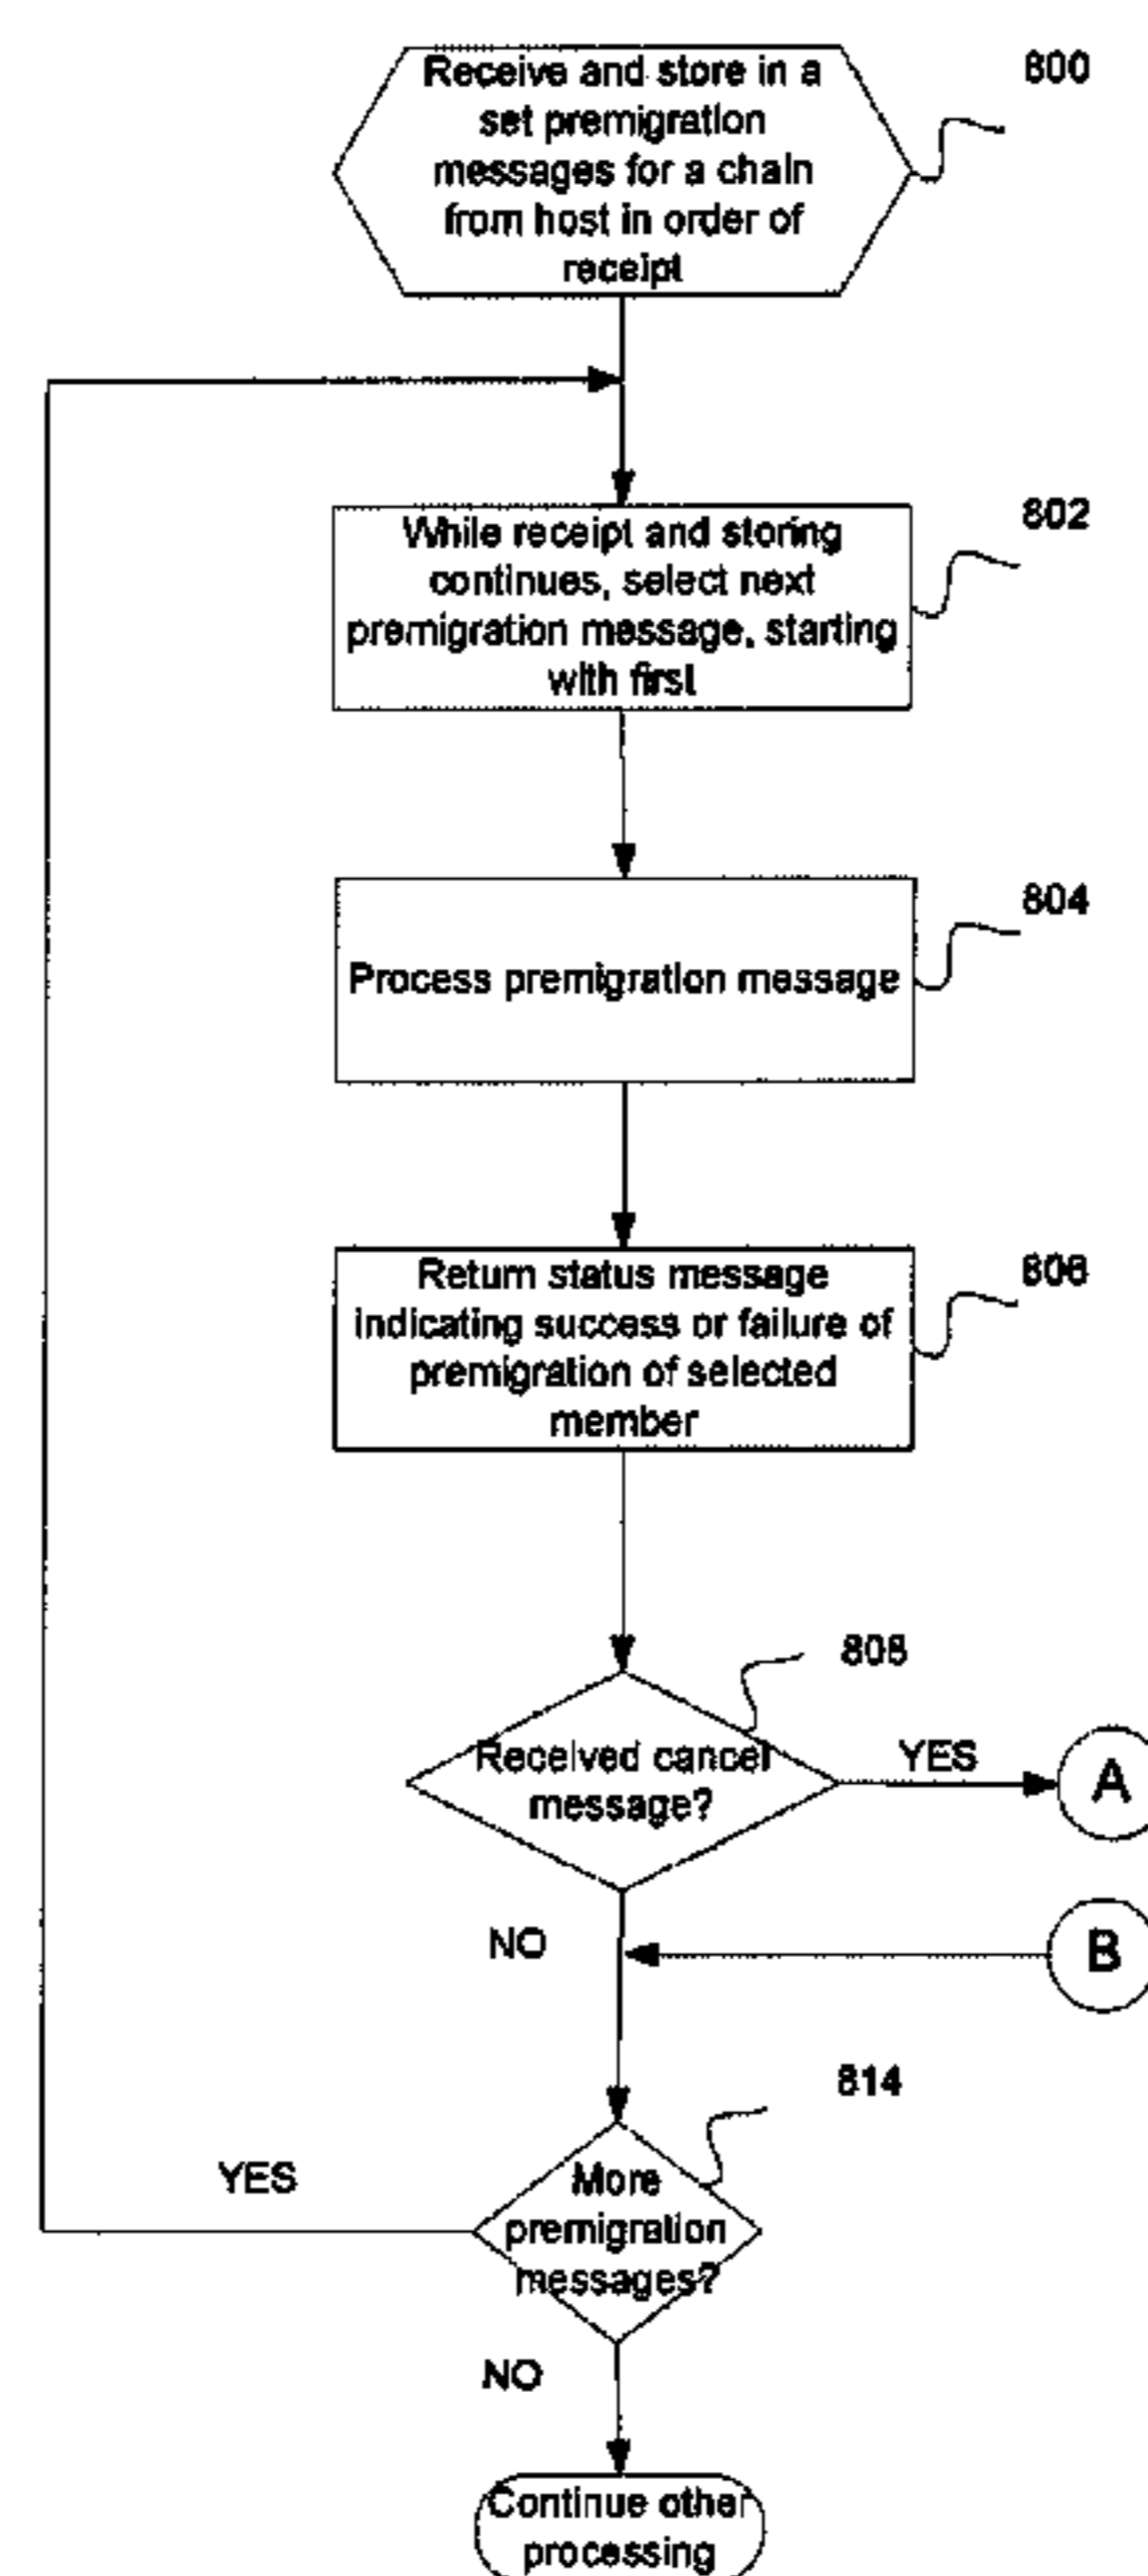 Receive and store in a
set premigration
messages for a chain
from host in order of
receipt
800
While receipt and storing
continues, select next
premigration message, starting
with first
802
Process premigration message
804
Return status message
indicating success or failure of
premigration of selected
member
806
Received cancel
message?
808
YES
A
NO
B
More
premigration
messages?
814
YES
NO
Continue other
processing